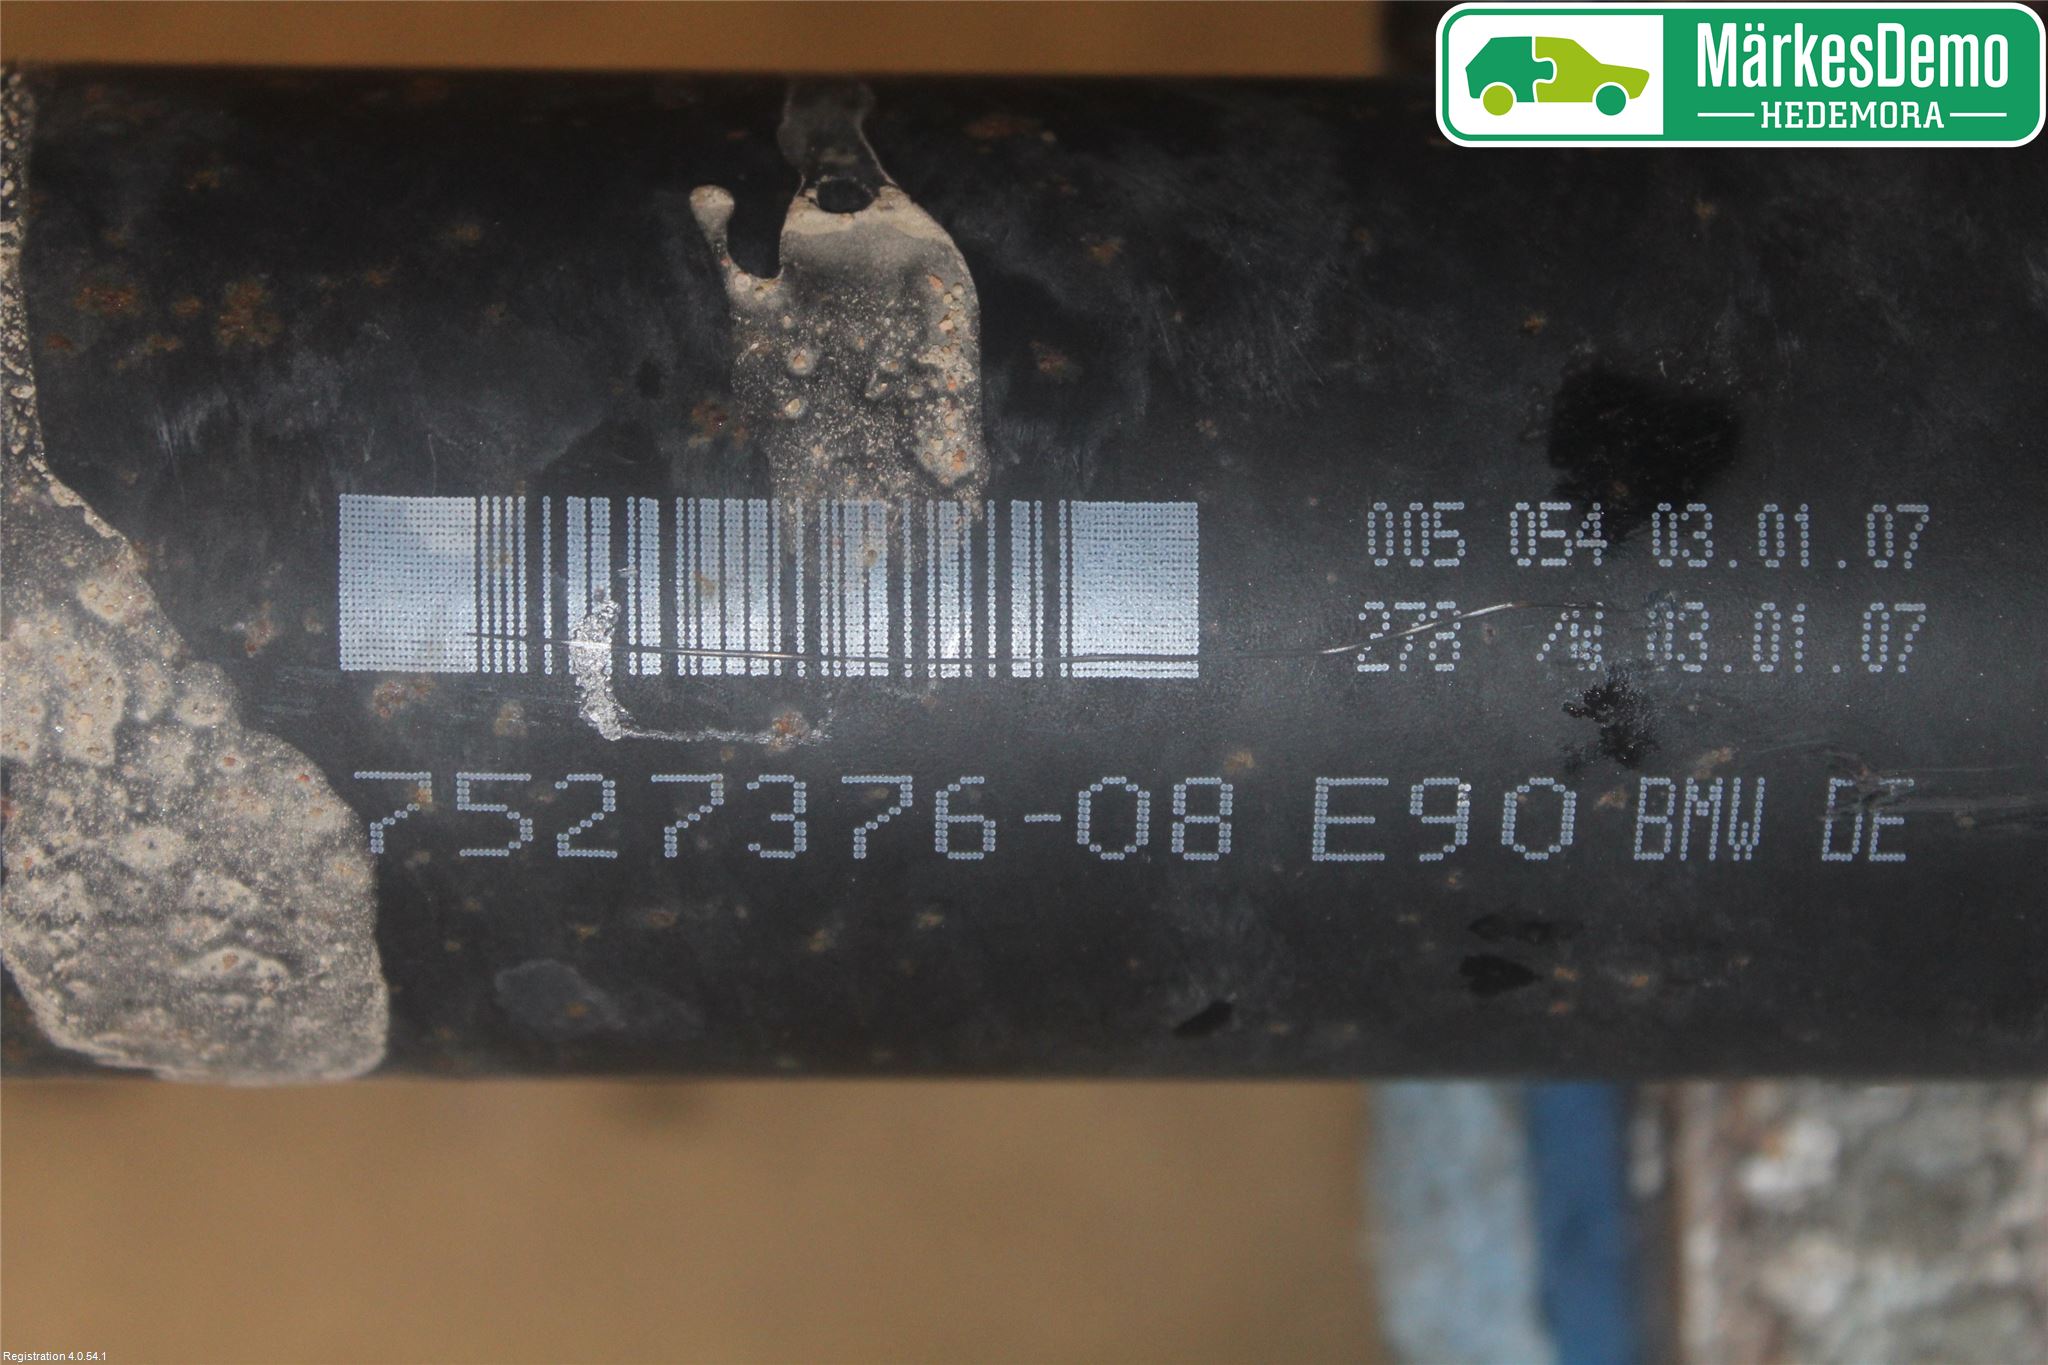 MärkesDemo
HEDEMORA
005 054 03.01.07
278 03.01.07
7527376-08 E90 BMW DE
Registration 4.0.54.1